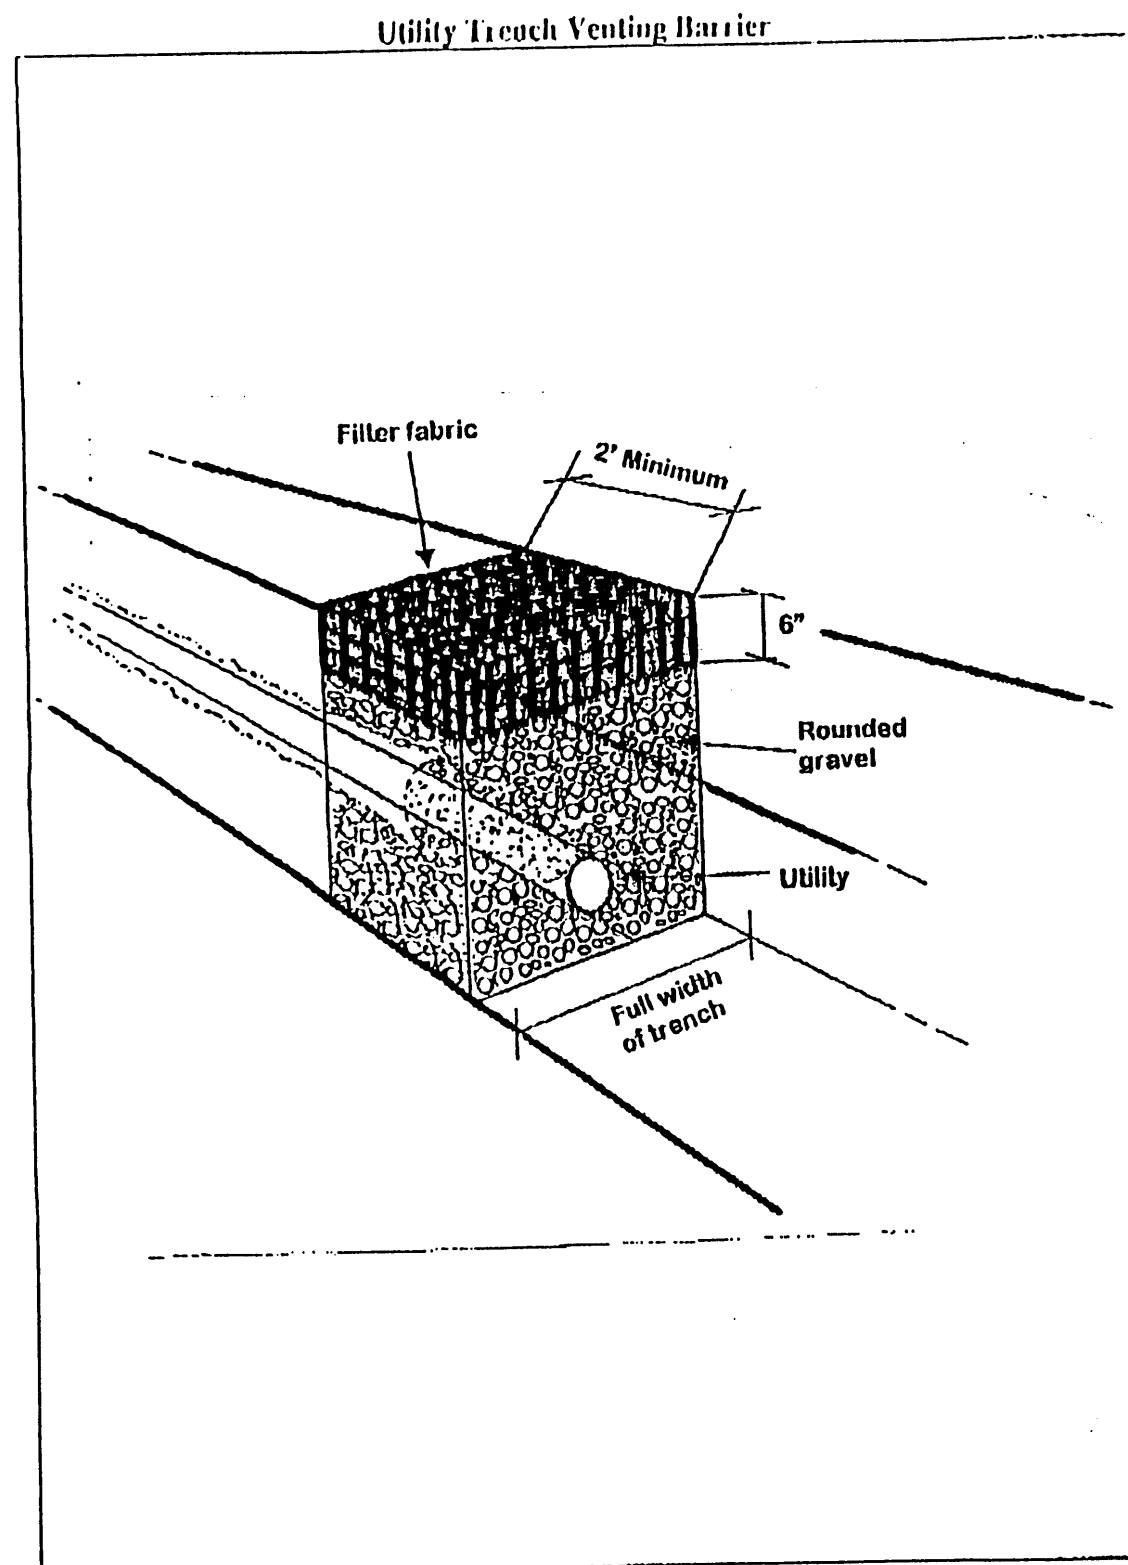 Utility Trench Venting Barrier
Filter fabric
2' Minimum
6"
Rounded
gravel
Utility
Full width
of trench